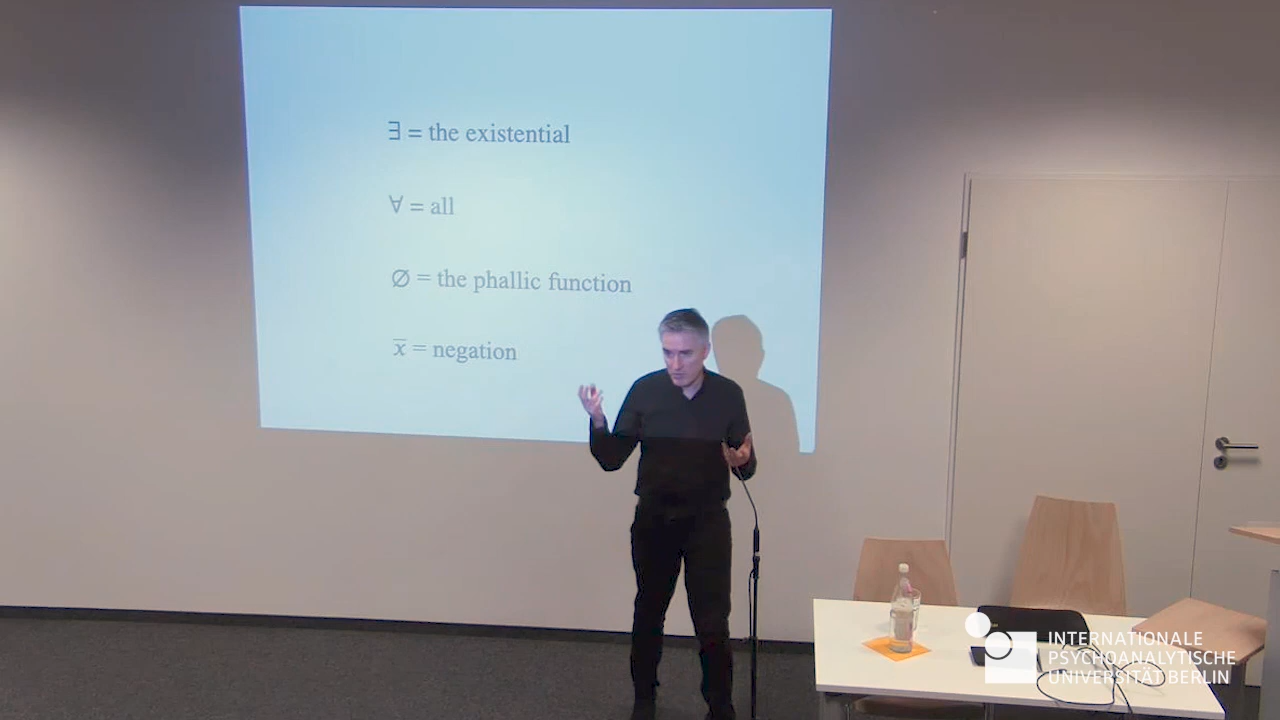 ∃ = the existential
∀ = all
∅ = the phallic function
x̅ = negation
INTERNATIONALE
PSYCHOANALYTISCHE
UNIVERSITÄT BERLIN